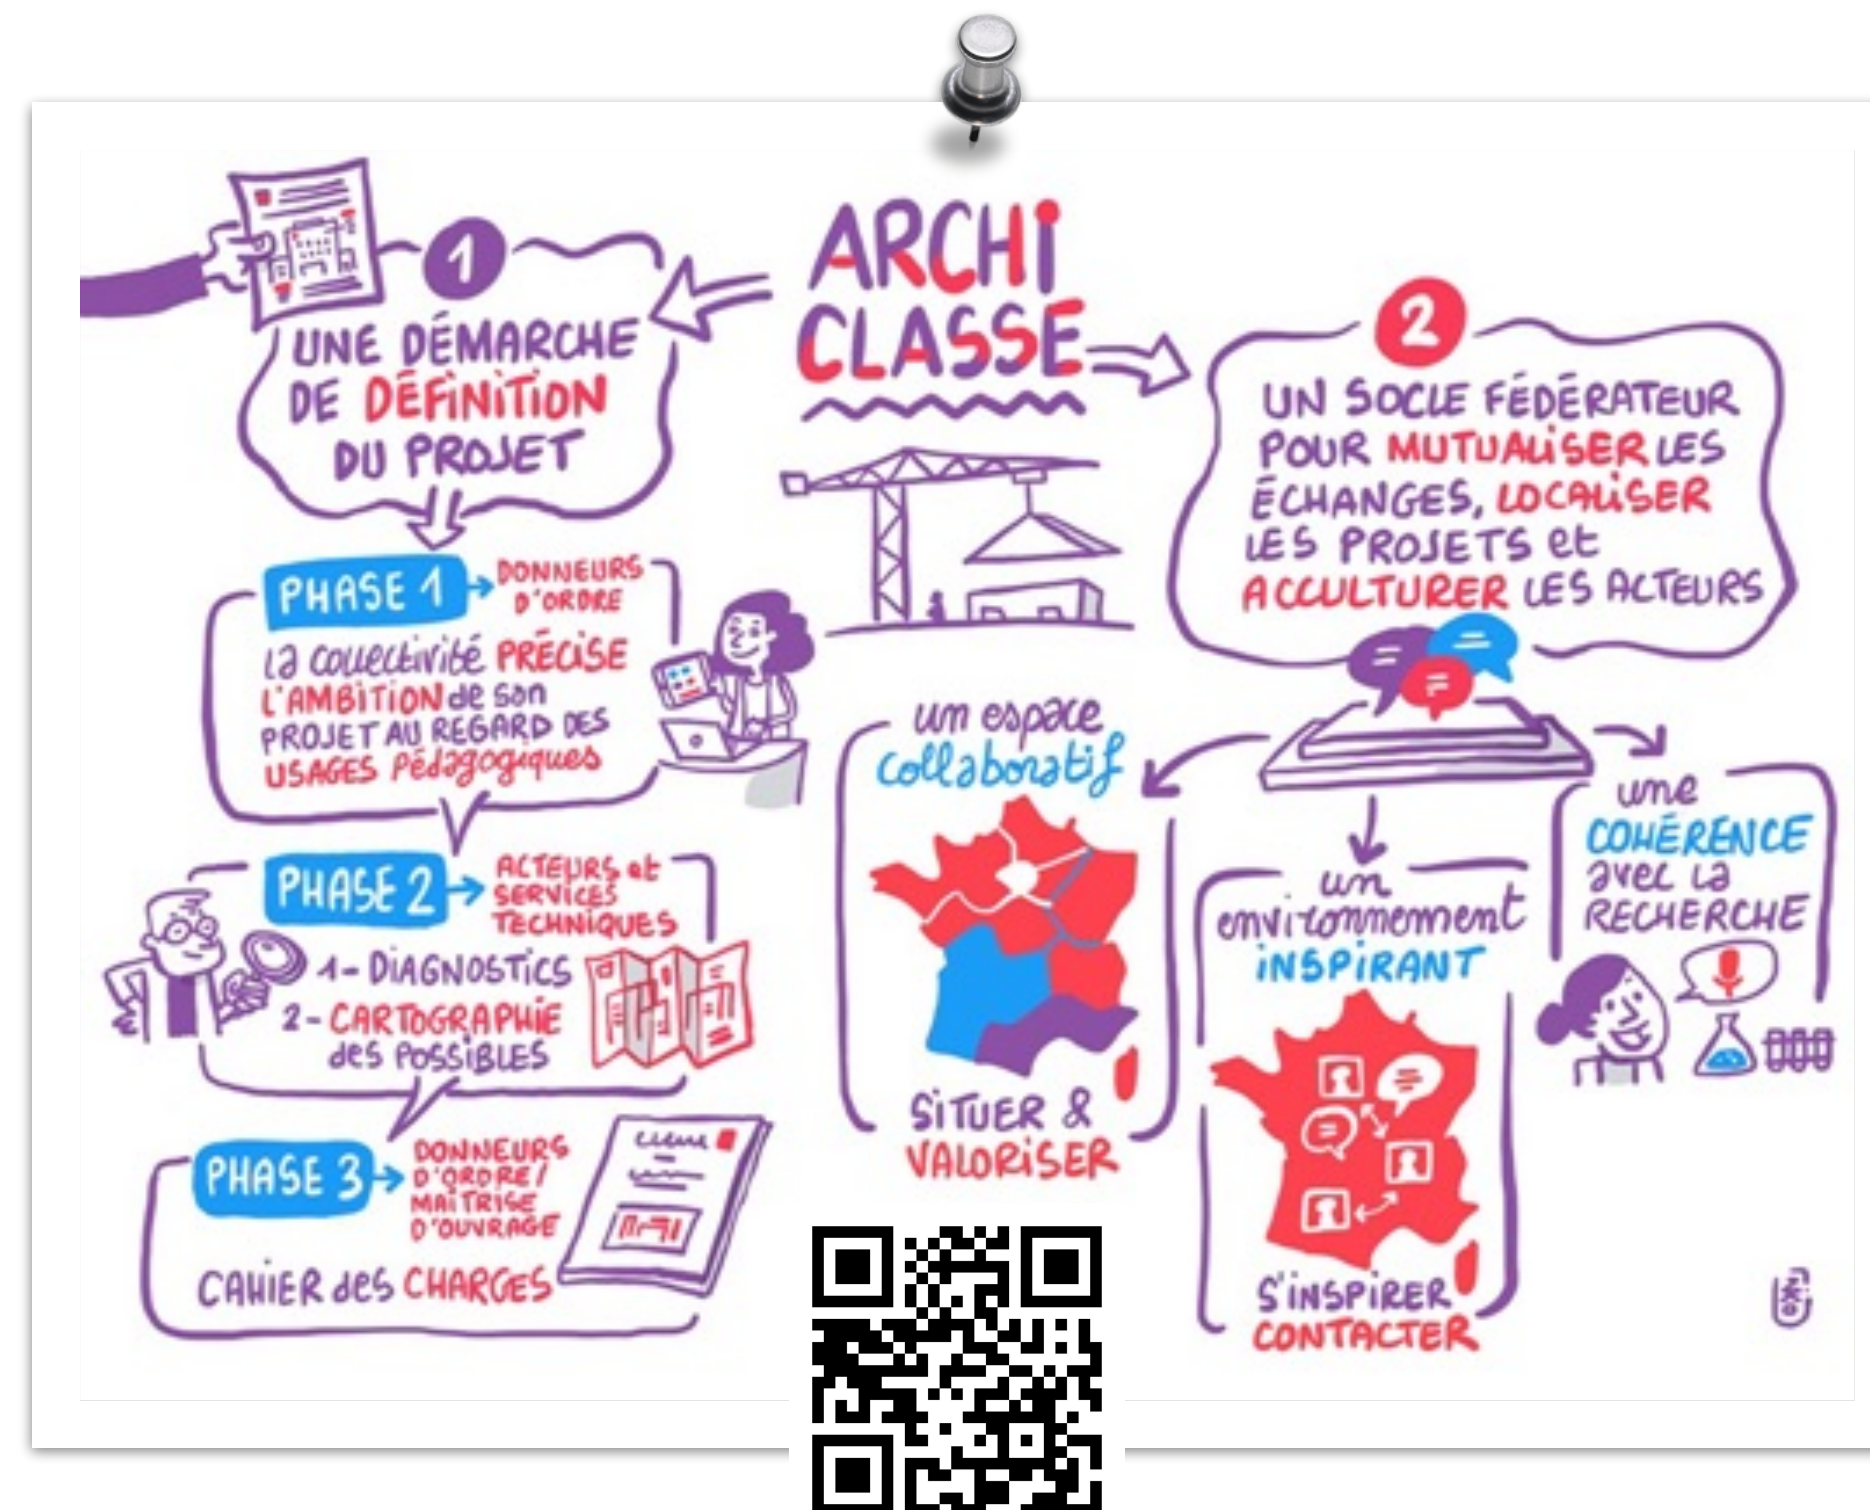 ARCHI
CLASSE
1
UNE DÉMARCHE
DE DÉFINITION
DU PROJET
PHASE 1
DONNEURS
D'ORDRE
La collectivité PRÉCISE
L'AMBITION de son
PROJET AU REGARD DES
USAGES Pédagogiques
PHASE 2
ACTEURS et
SERVICES
TECHNIQUES
1- DIAGNOSTICS
2- CARTOGRAPHIE
des POSSIBLES
PHASE 3
DONNEURS
D'ORDRE/
MAÎTRISE
D'OUVRAGE
CAHIER des CHARGES
2
UN SOCLE FÉDÉRATEUR
POUR MUTUALISER LES
ÉCHANGES, LOCALISER
LES PROJETS et
ACCULTURER LES ACTEURS
un espace
collaboratif
SITUER &
VALORISER
un
environnement
INSPIRANT
S'INSPIRER
CONTACTER
une
COHÉRENCE
avec la
RECHERCHE